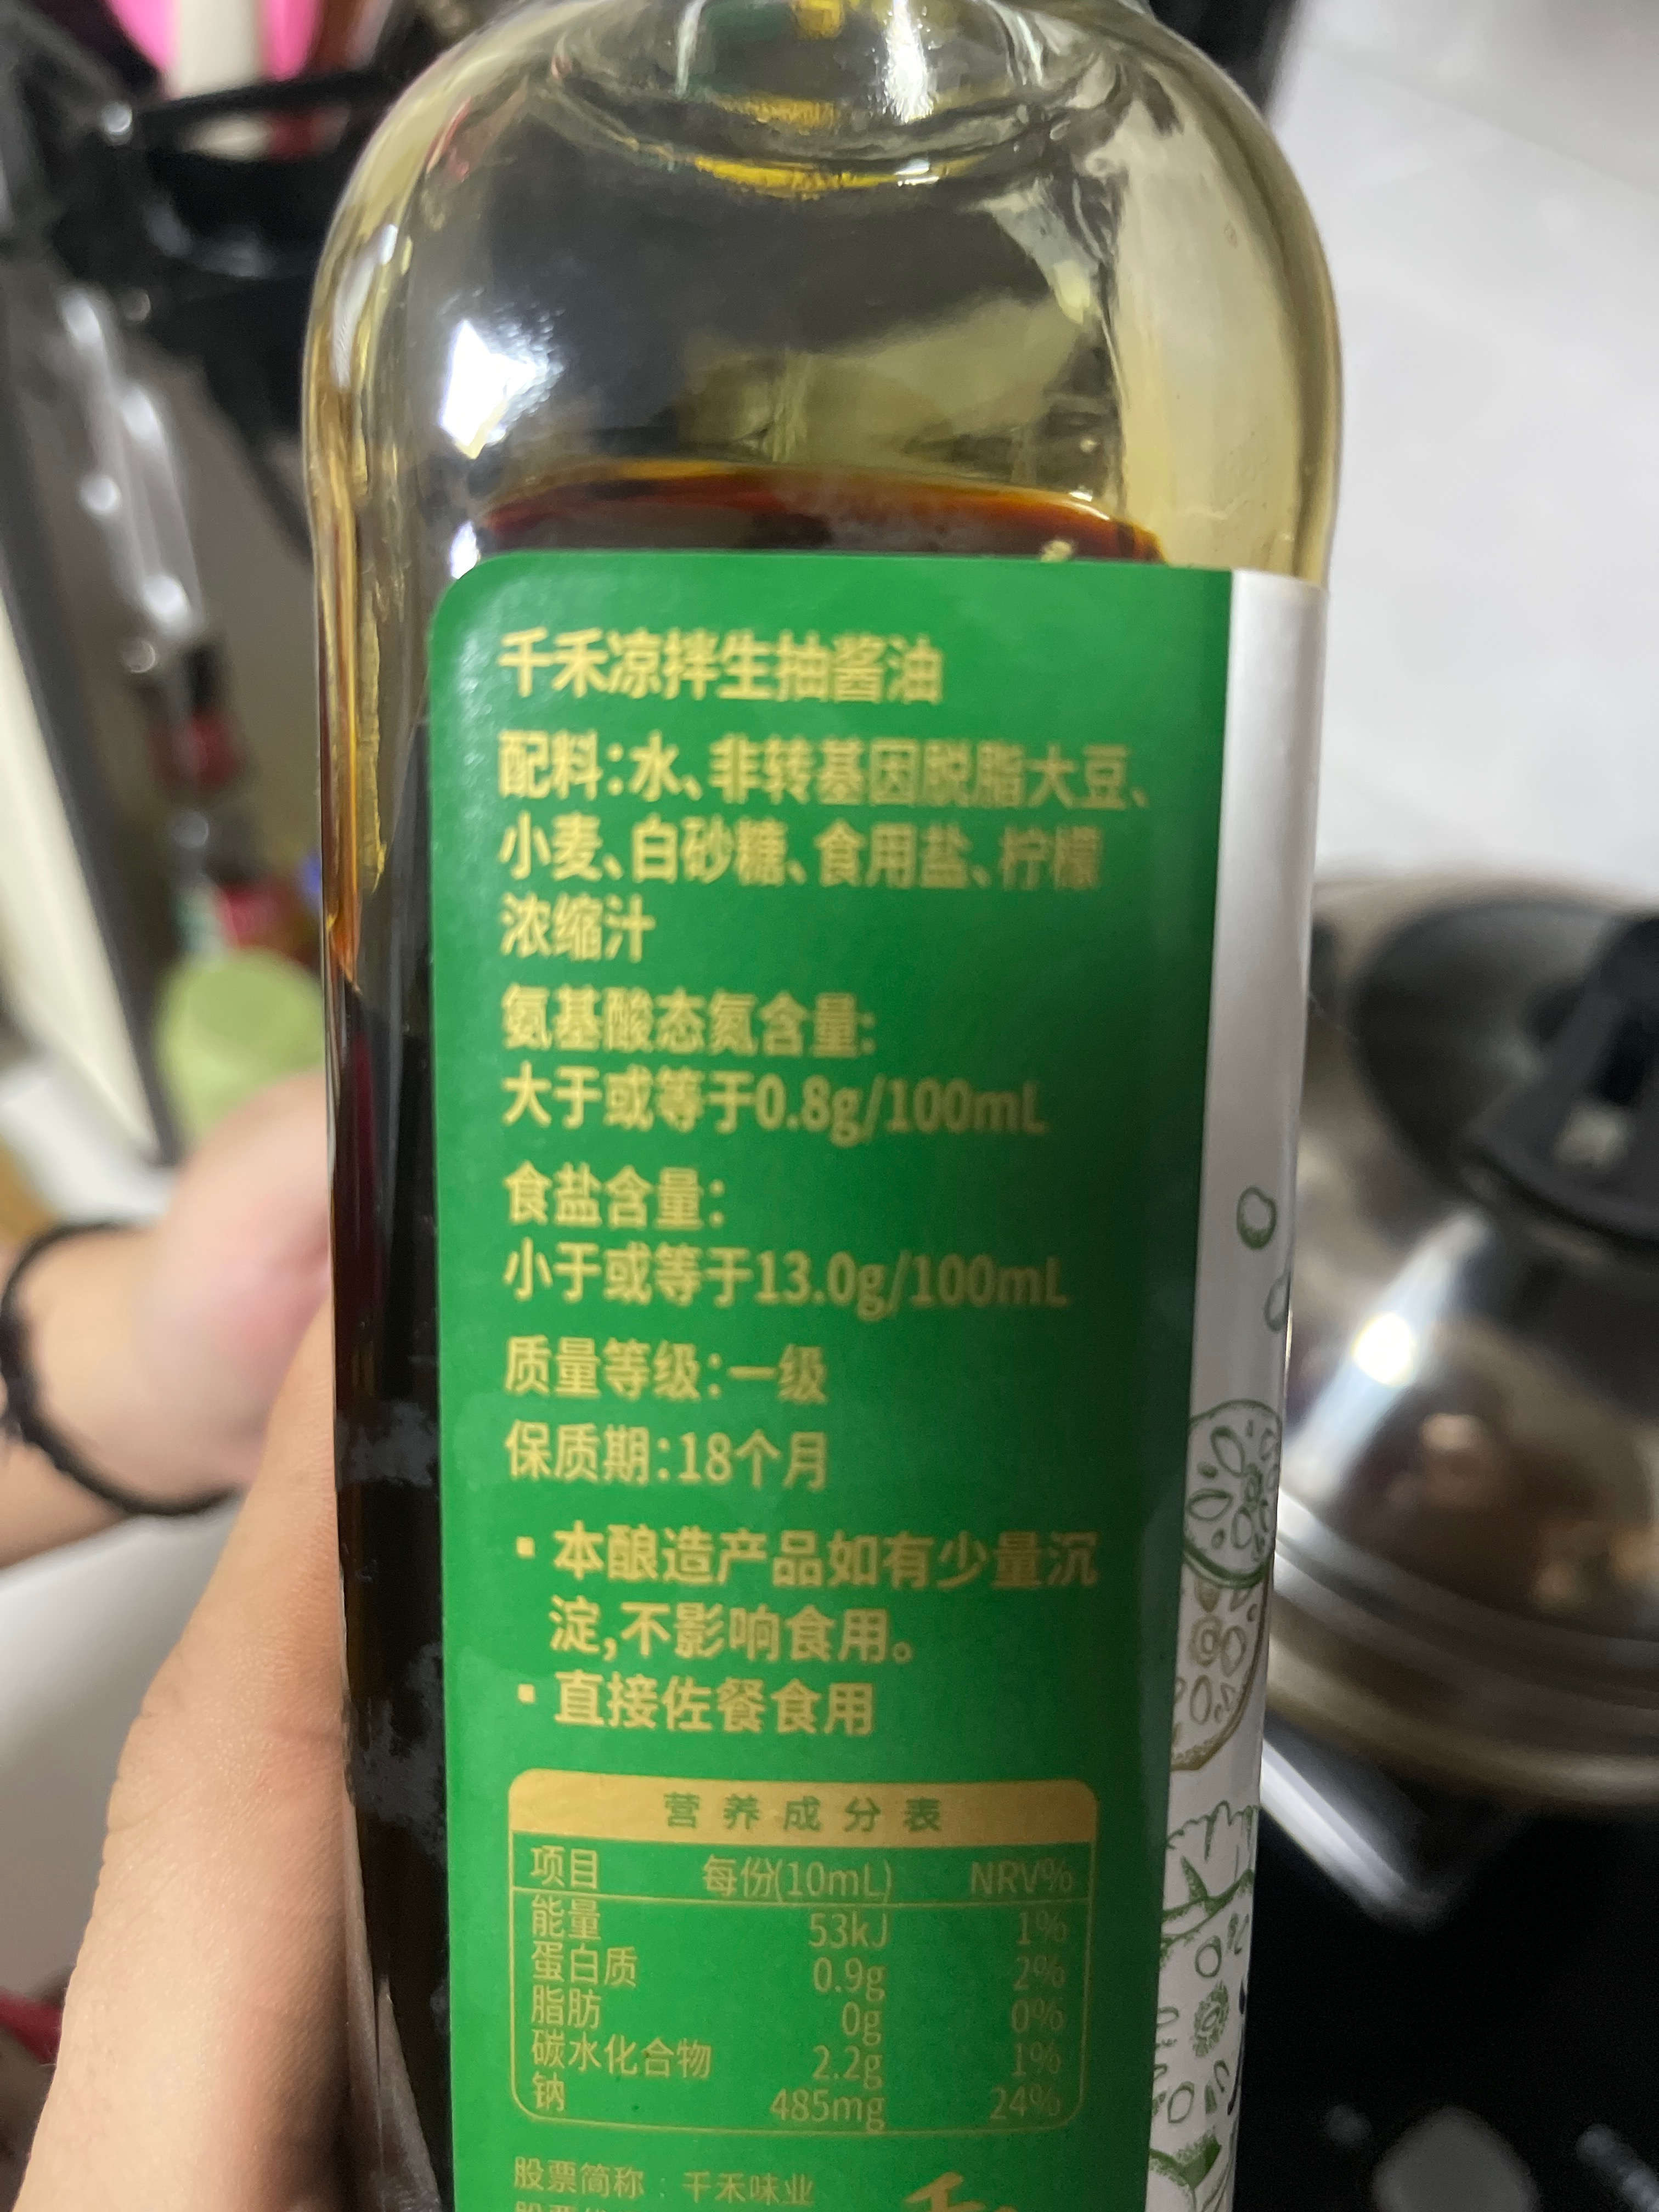 千禾凉拌生抽酱油
配料：水、非转基因脱脂大豆、
小麦、白砂糖、食用盐、柠檬
浓缩汁
氨基酸态氮含量：
大于或等于0.8g/100mL
食盐含量：
小于或等于13.0g/100mL
质量等级：一级
保质期：18个月
▪ 本酿造产品如有少量沉
淀,不影响食用。
▪ 直接佐餐食用
营养成分表
项目 每份(10mL) NRV%
能量 53kJ 1%
蛋白质 0.9g 2%
脂肪 0g 0%
碳水化合物 2.2g 1%
钠 485mg 24%
股票简称：千禾味业